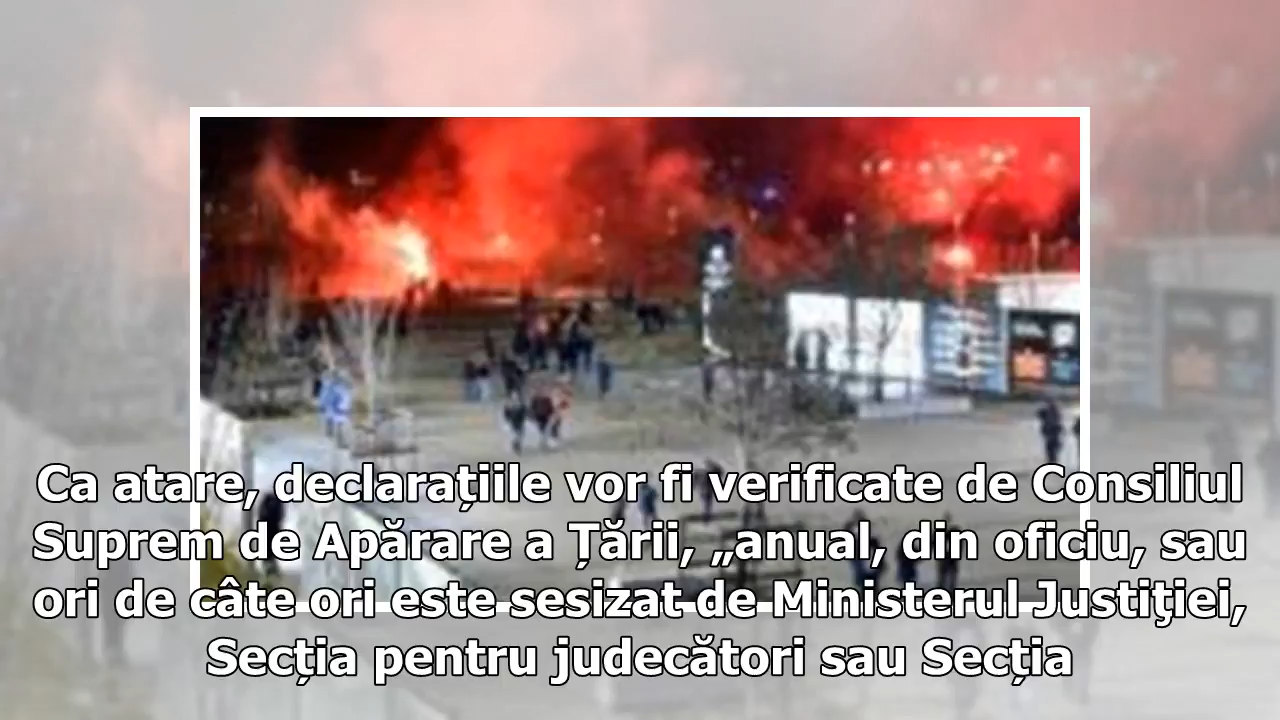 Ca atare, declarațiile vor fi verificate de Consiliul
Suprem de Apărare a Țării, „anual, din oficiu, sau
ori de câte ori este sesizat de Ministerul Justiţiei,
Secția pentru judecători sau Secția